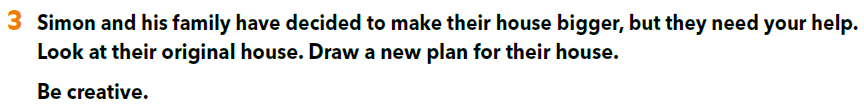 3 Simon and his family have decided to make their house bigger, but they need your help.
Look at their original house. Draw a new plan for their house.
Be creative.